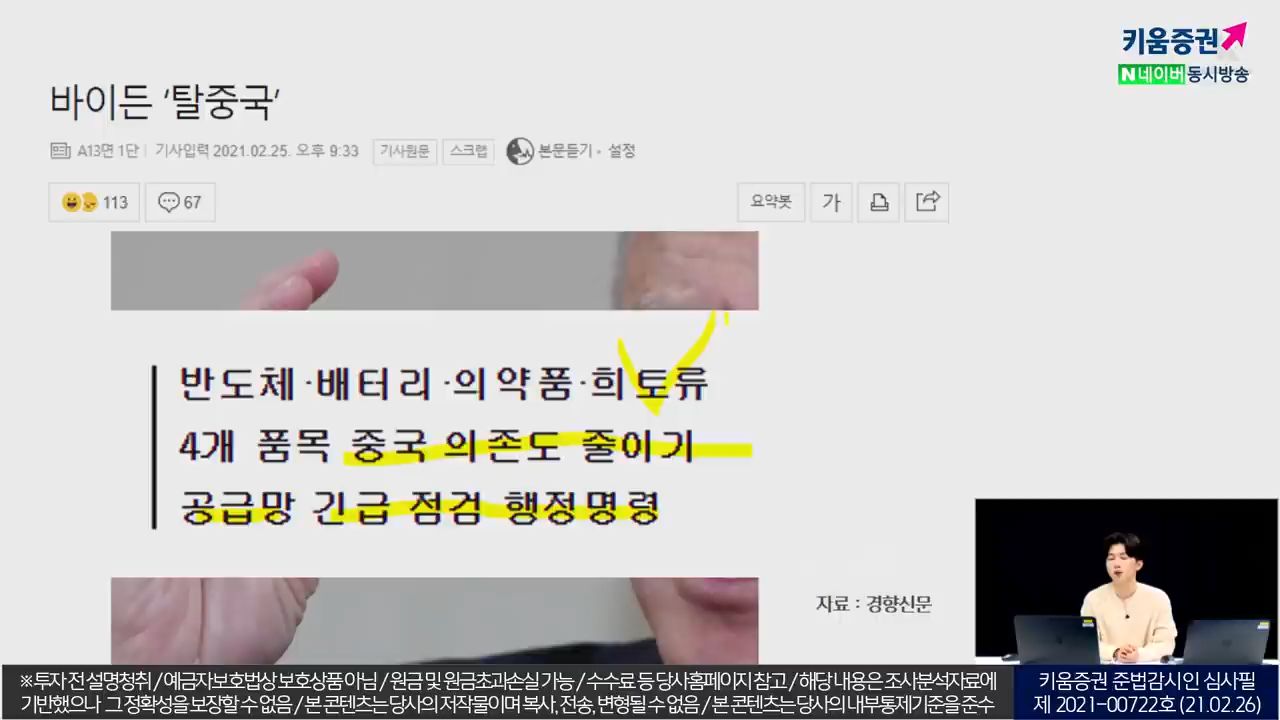 키움증권
N네이버동시방송
바이든 ‘탈중국’
A13면 1단 기사입력 2021.02.25. 오후 9:33 기사원문 스크랩 본문듣기 · 설정
113 67 요약봇 가
반도체·배터리·의약품·희토류
4개 품목 중국 의존도 줄이기
공급망 긴급 점검 행정명령
자료 : 경향신문
※투자 전 설명청취 / 예금자보호법상 보호상품 아님 / 원금 및 원금초과손실 가능 / 수수료 등 당사홈페이지 참고 / 해당 내용은 조사분석자료에
기반했으나 그 정확성을 보장할 수 없음 / 본 콘텐츠는 당사의 저작물이며 복사, 전송, 변형될 수 없음 / 본 콘텐츠는 당사의 내부통제기준을 준수
키움증권 준법감시인 심사필
제 2021-00722호 (21.02.26)